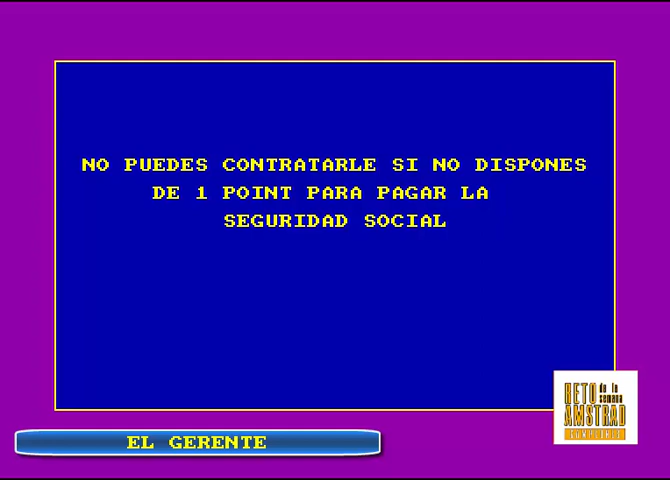 NO PUEDES CONTRATARLE SI NO DISPONES
DE 1 POINT PARA PAGAR LA
SEGURIDAD SOCIAL
RETO de la semana
AMSTRAD
EL GERENTE